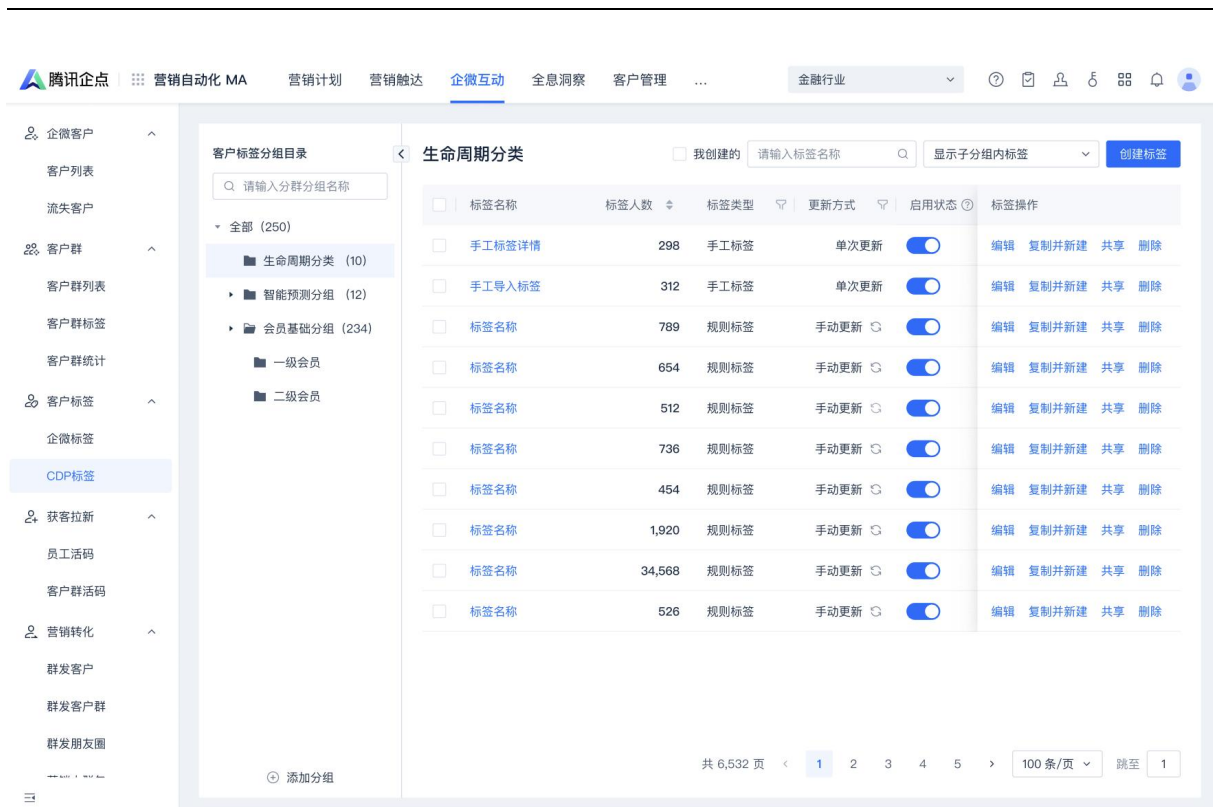 腾讯企点 营销自动化 MA 营销计划 营销触达 企微互动 全息洞察 客户管理 ... 金融行业
企微客户
客户列表
流失客户
客户群
客户群列表
客户群标签
客户群统计
客户标签
企微标签
CDP标签
获客拉新
员工活码
客户群活码
营销转化
群发客户
群发客户群
群发朋友圈
客户标签分组目录
请输入分群分组名称
全部 (250)
生命周期分类 (10)
智能预测分组 (12)
会员基础分组 (234)
一级会员
二级会员
添加分组
生命周期分类 我创建的 请输入标签名称 显示子分组内标签 创建标签
标签名称 标签人数 标签类型 更新方式 启用状态 标签操作
手工标签详情 298 手工标签 单次更新 编辑 复制并新建 共享 删除
手工导入标签 312 手工标签 单次更新 编辑 复制并新建 共享 删除
标签名称 789 规则标签 手动更新 编辑 复制并新建 共享 删除
标签名称 654 规则标签 手动更新 编辑 复制并新建 共享 删除
标签名称 512 规则标签 手动更新 编辑 复制并新建 共享 删除
标签名称 736 规则标签 手动更新 编辑 复制并新建 共享 删除
标签名称 454 规则标签 手动更新 编辑 复制并新建 共享 删除
标签名称 1,920 规则标签 手动更新 编辑 复制并新建 共享 删除
标签名称 34,568 规则标签 手动更新 编辑 复制并新建 共享 删除
标签名称 526 规则标签 手动更新 编辑 复制并新建 共享 删除
共 6,532 页 1 2 3 4 5 100 条/页 跳至 1